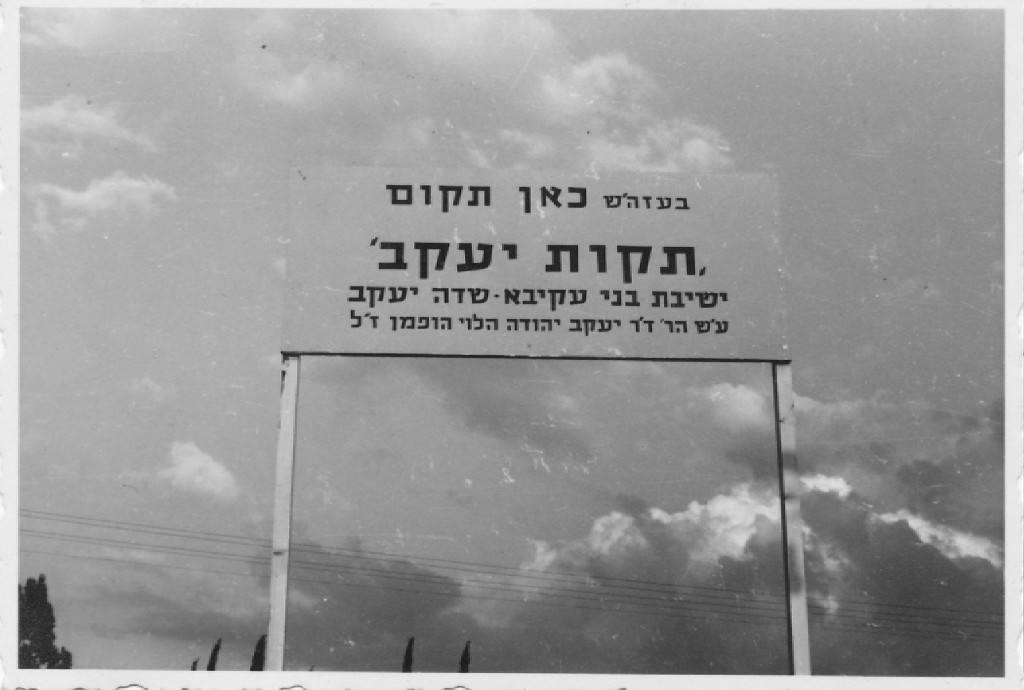 בעזה"ש כאן תקום
,תקות יעקב'
ישיבת בני עקיבא - שדה יעקב
ע"ש הר' ד"ר יעקב יהודה הלוי הופמן ז"ל